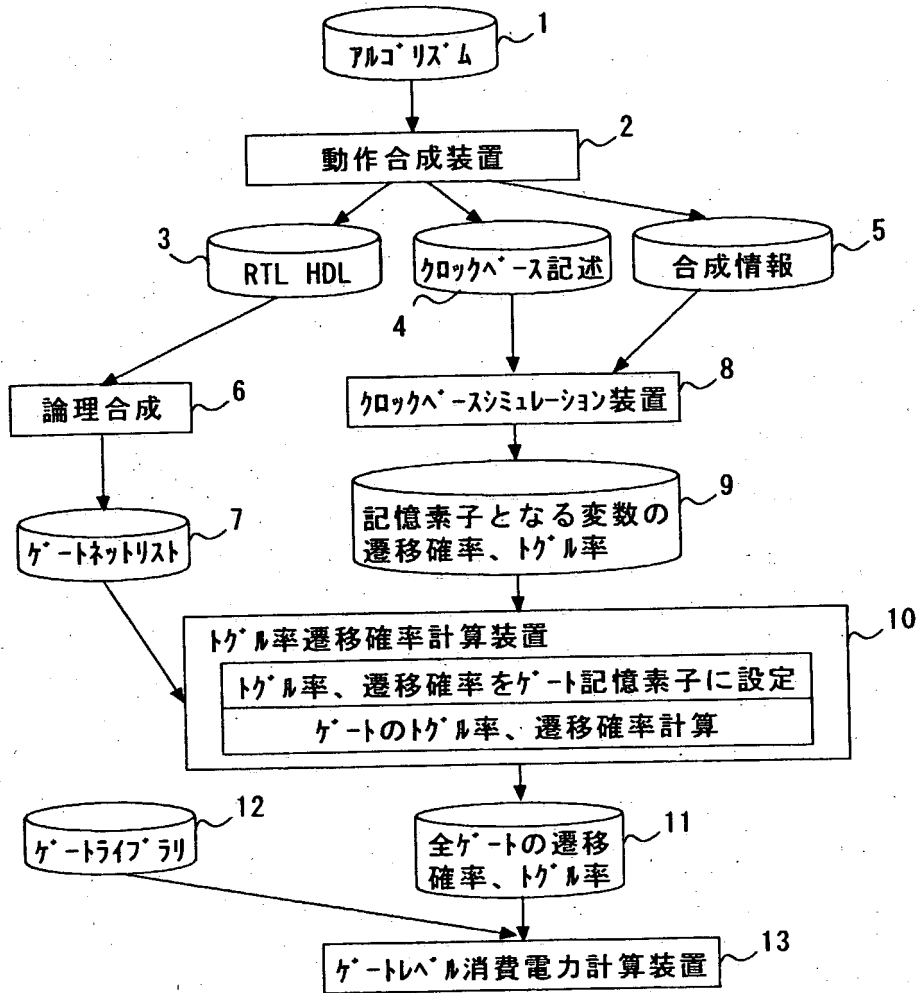 1
アルゴリズム
2
動作合成装置
3
RTL HDL
クロックベース記述
4
合成情報
5
論理合成
6
クロックベースシミュレーション装置
8
ゲートネットリスト
7
記憶素子となる変数の
遷移確率、トグル率
9
10
トグル率遷移確率計算装置
トグル率、遷移確率をゲート記憶素子に設定
ゲートのトグル率、遷移確率計算
ゲートライブラリ
12
全ゲートの遷移
確率、トグル率
11
ゲートレベル消費電力計算装置
13